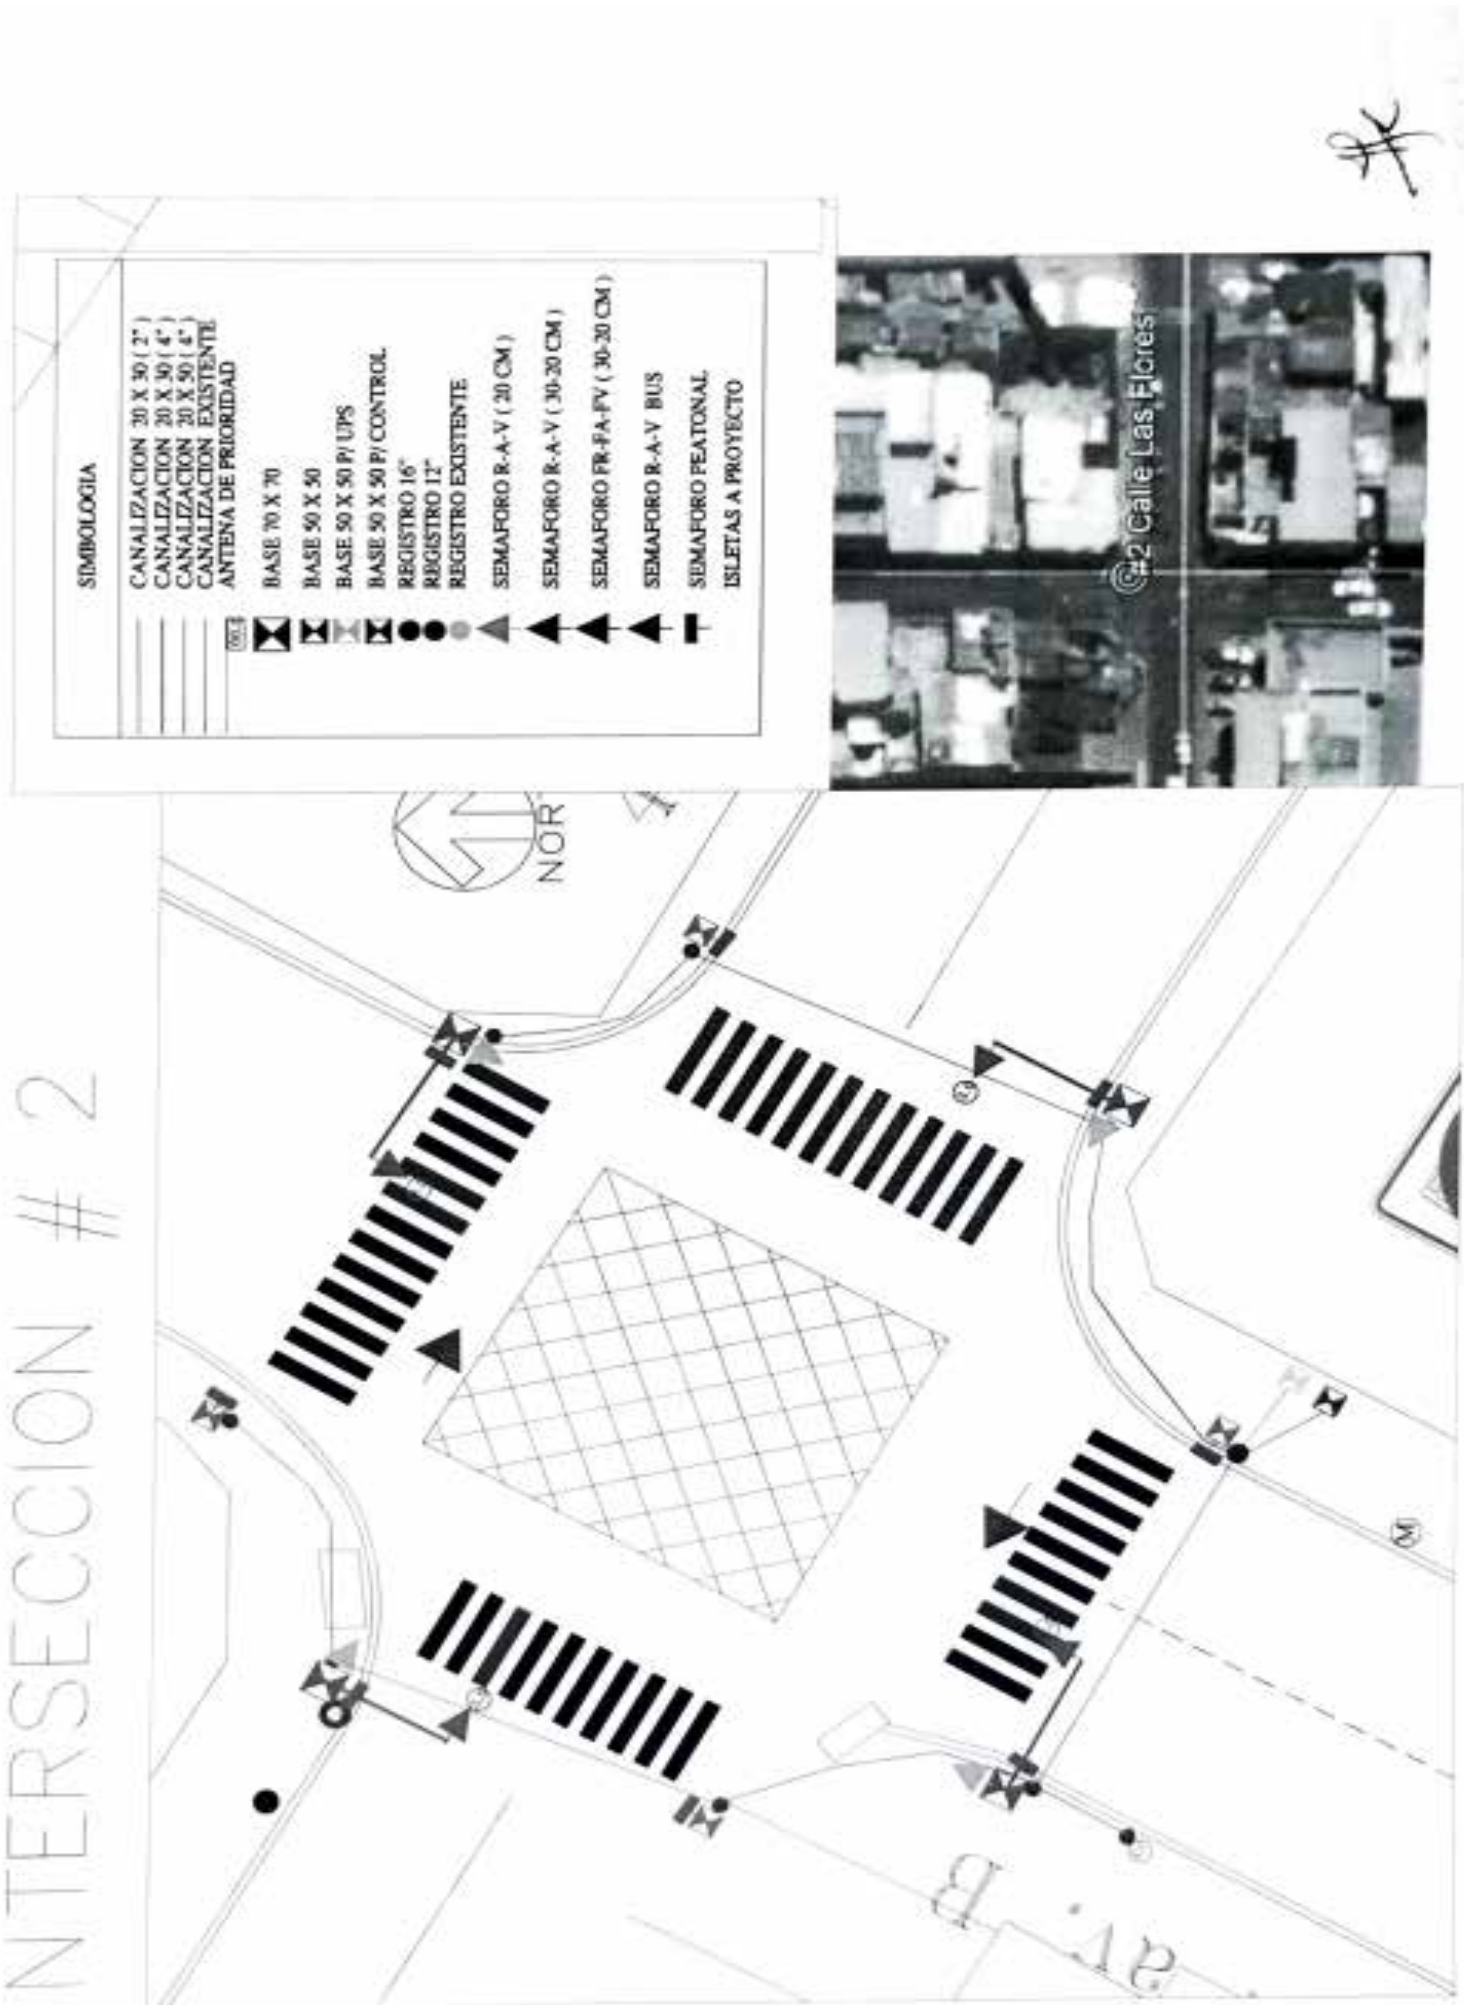 NTERSECCION # 2
SIMBOLOGIA
CANALIZACION 20 X 30 ( 2" )
CANALIZACION 20 X 30 ( 4" )
CANALIZACION 20 X 50 ( 4" )
CANALIZACION EXISTENTE
ANTENA DE PRIORIDAD
BASE 70 X 70
BASE 50 X 50
BASE 50 X 50 P/ UPS
BASE 50 X 50 P/ CONTROL
REGISTRO 16"
REGISTRO 12"
REGISTRO EXISTENTE
SEMAFORO R-A-V ( 20 CM )
SEMAFORO R-A-V ( 30-20 CM )
SEMAFORO FR-FA-FV ( 30-20 CM )
SEMAFORO R-A-V BUS
SEMAFORO PEATONAL
ISLETAS A PROYECTO
NOR
#2 Calle Las Flores
M
av. B